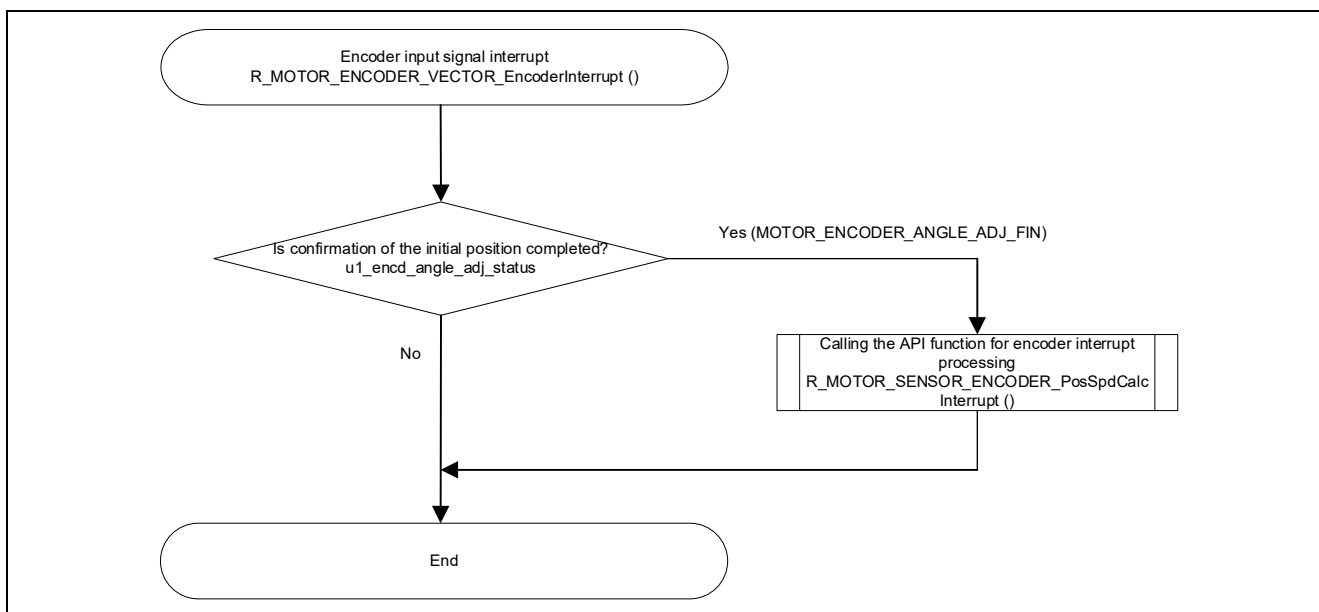 Encoder input signal interrupt
R_MOTOR_ENCODER_VECTOR_EncoderInterrupt ()
Is confirmation of the initial position completed?
u1_encd_angle_adj_status
Yes (MOTOR_ENCODER_ANGLE_ADJ_FIN)
No
Calling the API function for encoder interrupt
processing
R_MOTOR_SENSOR_ENCODER_PosSpdCalc
Interrupt ()
End